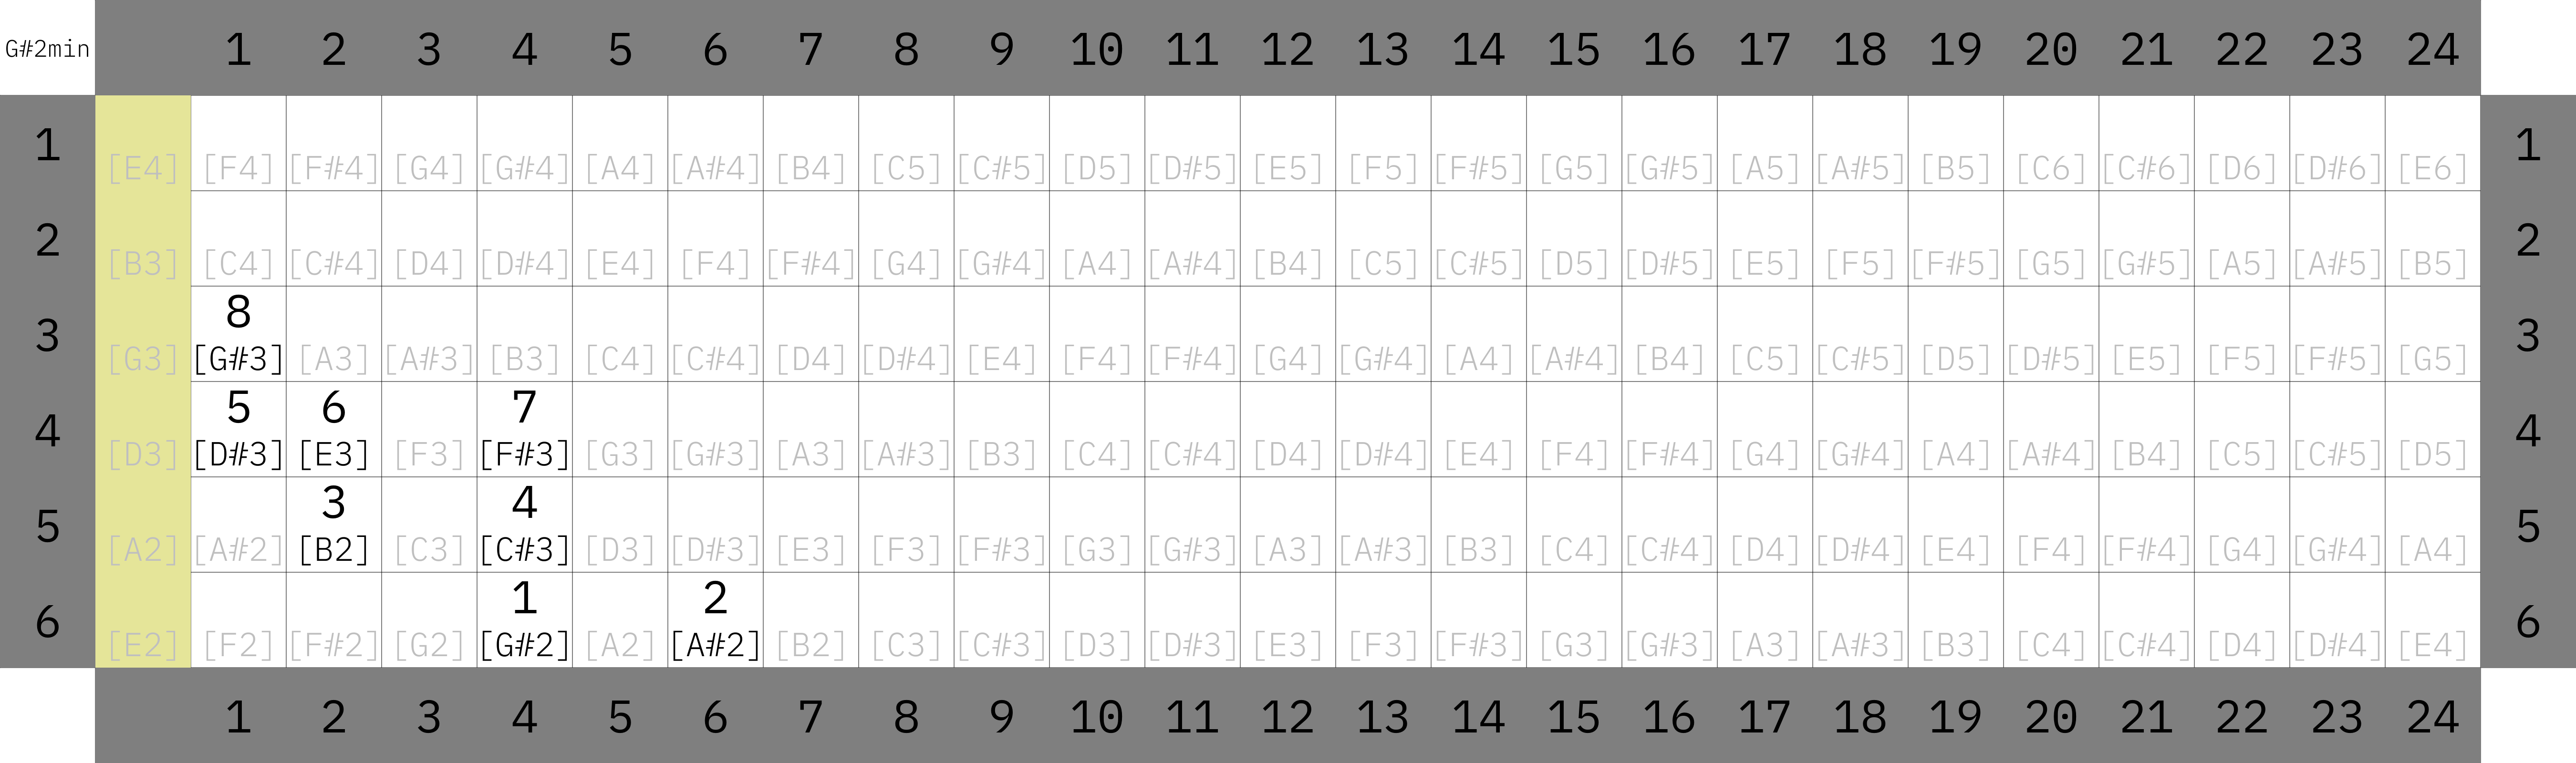 G#2min 1 2 3 4 5 6 7 8 9 10 11 12 13 14 15 16 17 18 19 20 21 22 23 24
1 [E4] [F4] [F#4] [G4] [G#4] [A4] [A#4] [B4] [C5] [C#5] [D5] [D#5] [E5] [F5] [F#5] [G5] [G#5] [A5] [A#5] [B5] [C6] [C#6] [D6] [D#6] [E6] 1
2 [B3] [C4] [C#4] [D4] [D#4] [E4] [F4] [F#4] [G4] [G#4] [A4] [A#4] [B4] [C5] [C#5] [D5] [D#5] [E5] [F5] [F#5] [G5] [G#5] [A5] [A#5] [B5] 2
8
3 [G3] [G#3] [A3] [A#3] [B3] [C4] [C#4] [D4] [D#4] [E4] [F4] [F#4] [G4] [G#4] [A4] [A#4] [B4] [C5] [C#5] [D5] [D#5] [E5] [F5] [F#5] [G5] 3
5 6 7
4 [D3] [D#3] [E3] [F3] [F#3] [G3] [G#3] [A3] [A#3] [B3] [C4] [C#4] [D4] [D#4] [E4] [F4] [F#4] [G4] [G#4] [A4] [A#4] [B4] [C5] [C#5] [D5] 4
3 4
5 [A2] [A#2] [B2] [C3] [C#3] [D3] [D#3] [E3] [F3] [F#3] [G3] [G#3] [A3] [A#3] [B3] [C4] [C#4] [D4] [D#4] [E4] [F4] [F#4] [G4] [G#4] [A4] 5
1 2
6 [E2] [F2] [F#2] [G2] [G#2] [A2] [A#2] [B2] [C3] [C#3] [D3] [D#3] [E3] [F3] [F#3] [G3] [G#3] [A3] [A#3] [B3] [C4] [C#4] [D4] [D#4] [E4] 6
1 2 3 4 5 6 7 8 9 10 11 12 13 14 15 16 17 18 19 20 21 22 23 24